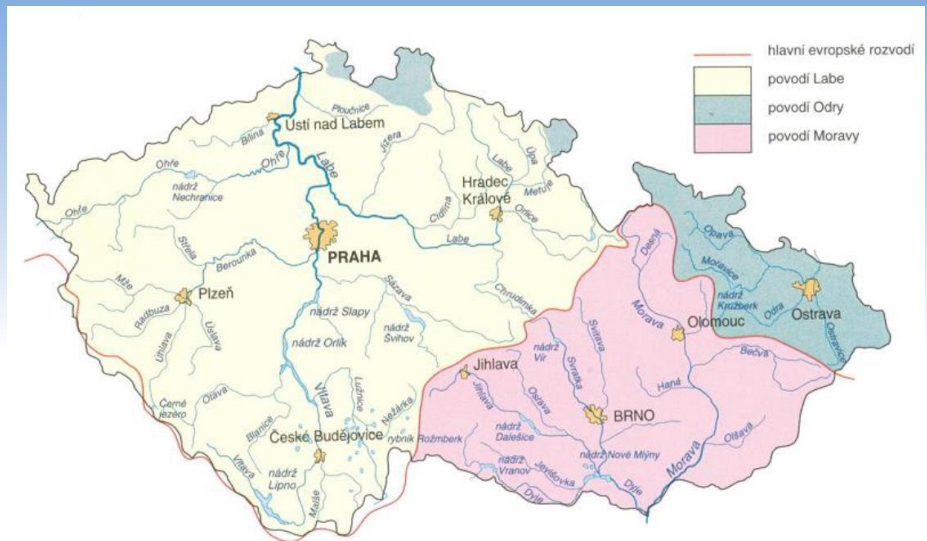 hlavní evropské rozvodí
povodí Labe
povodí Odry
povodí Moravy
Ploučnice
Ústí nad Labem
Bílina
Ohře
Labe
Jizera
Labe
Úpa
Metuje
Hradec
Králové
Orlice
Cidlina
Ohře
nádrž
Nechranice
Ohře
Labe
PRAHA
Střela
Berounka
Mže
Plzeň
Radbuza
Úhlava
Úslava
Sázava
Chrudimka
nádrž Slapy
nádrž
Švihov
nádrž Orlík
Vltava
Lužnice
Nežárka
Otava
Černé
jezero
Blanice
České Budějovice
rybník Rožmberk
Vltava
nádrž
Lipno
Malše
Desná
Opava
Moravice
nádrž
Kružberk
Odra
Ostrava
Ostravice
Morava
Olomouc
Bečva
Haná
Svitava
nádrž
Vír
Svratka
Jihlava
Jihlava
Oslava
BRNO
nádrž
Dalešice
nádrž Nové Mlýny
nádrž
Vranov
Jevišovka
Dyje
Dyje
Morava
Olšava